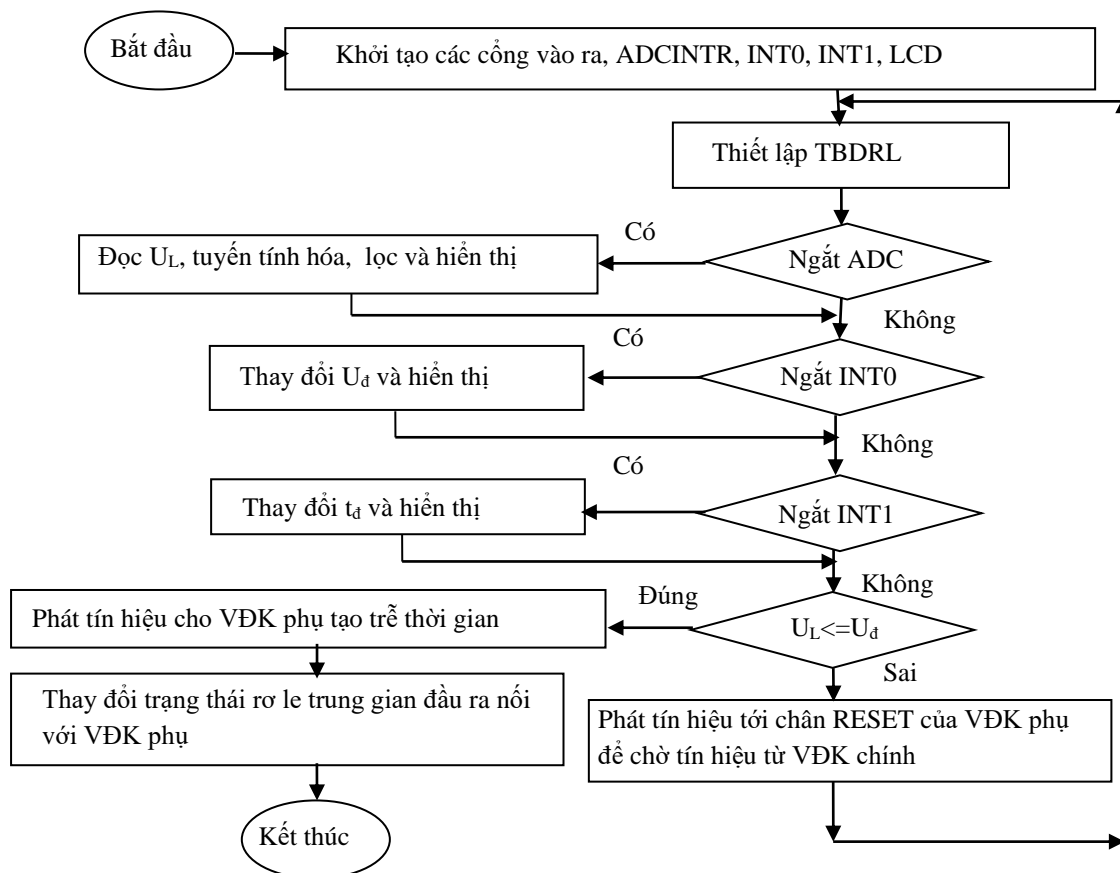 Bắt đầu
Khởi tạo các cổng vào ra, ADCINTR, INT0, INT1, LCD
Thiết lập TBDRL
Có
Đọc UL, tuyến tính hóa, lọc và hiển thị
Ngắt ADC
Không
Có
Thay đổi Uđ và hiển thị
Ngắt INT0
Không
Có
Thay đổi tđ và hiển thị
Ngắt INT1
Không
Đúng
Phát tín hiệu cho VĐK phụ tạo trễ thời gian
UL<=Uđ
Sai
Thay đổi trạng thái rơ le trung gian đầu ra nối
với VĐK phụ
Phát tín hiệu tới chân RESET của VĐK phụ
để chờ tín hiệu từ VĐK chính
Kết thúc